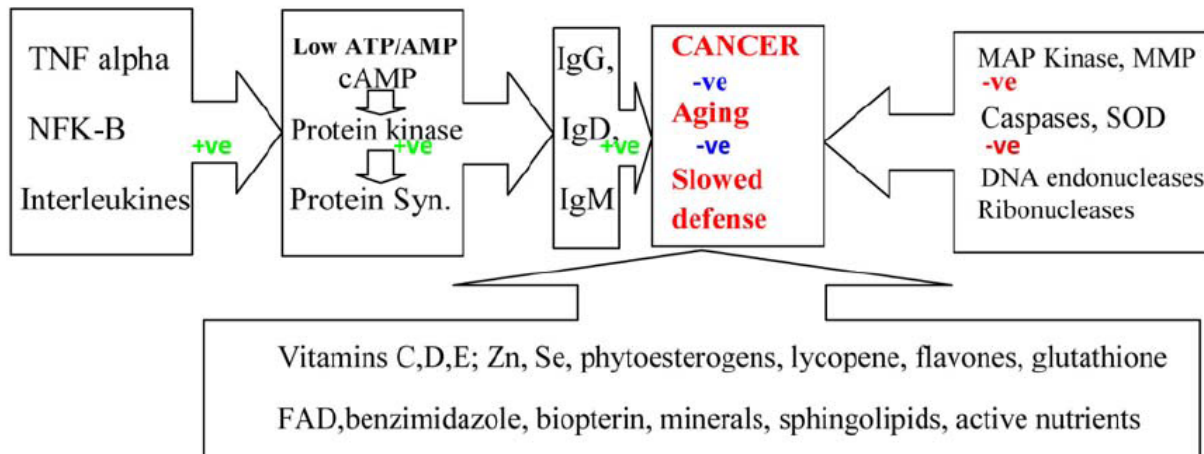 TNF alpha
NFK-B
+ve
Interleukines
Low ATP/AMP
cAMP
Protein kinase
+ve
Protein Syn.
IgG,
IgD,
+ve
IgM
CANCER
-ve
Aging
-ve
Slowed
defense
MAP Kinase, MMP
-ve
Caspases, SOD
-ve
DNA endonucleases
Ribonucleases
Vitamins C,D,E; Zn, Se, phytoesterogens, lycopene, flavones, glutathione
FAD,benzimidazole, biopterin, minerals, sphingolipids, active nutrients